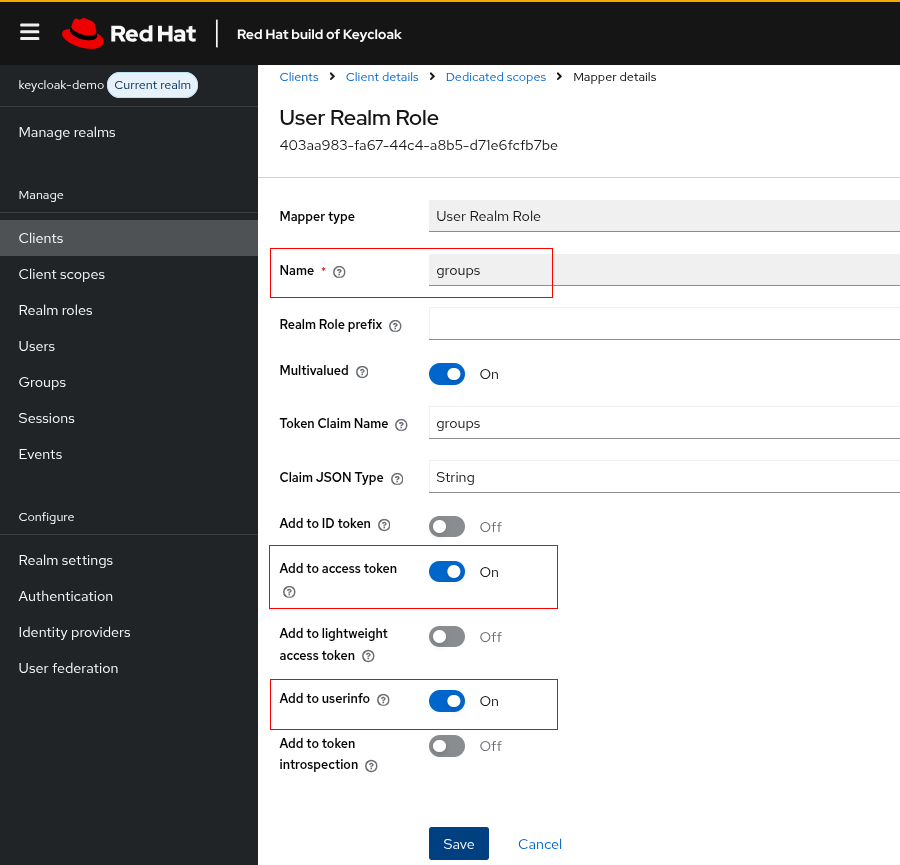 Red Hat
Red Hat build of Keycloak
keycloak-demo Current realm
Manage realms
Manage
Clients
Client scopes
Realm roles
Users
Groups
Sessions
Events
Configure
Realm settings
Authentication
Identity providers
User federation
Clients Client details Dedicated scopes Mapper details
User Realm Role
403aa983-fa67-44c4-a8b5-d71e6fcfb7be
Mapper type User Realm Role
Name * groups
Realm Role prefix
Multivalued On
Token Claim Name groups
Claim JSON Type String
Add to ID token Off
Add to access token On
Add to lightweight
access token Off
Add to userinfo On
Add to token
introspection Off
Save Cancel